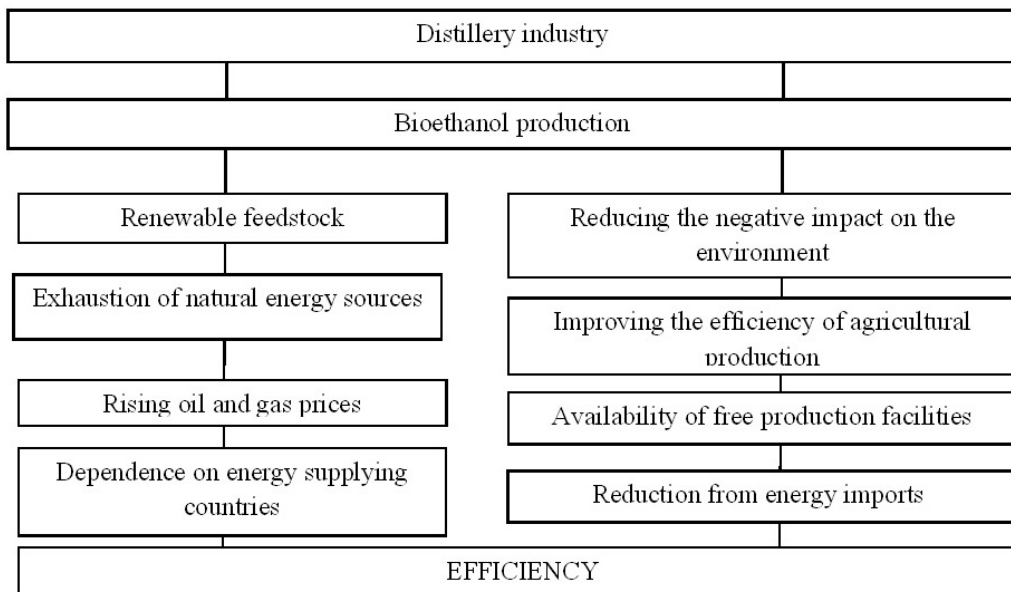 Distillery industry
Bioethanol production
Renewable feedstock
Exhaustion of natural energy sources
Rising oil and gas prices
Dependence on energy supplying
countries
Reducing the negative impact on the
environment
Improving the efficiency of agricultural
production
Availability of free production facilities
Reduction from energy imports
EFFICIENCY